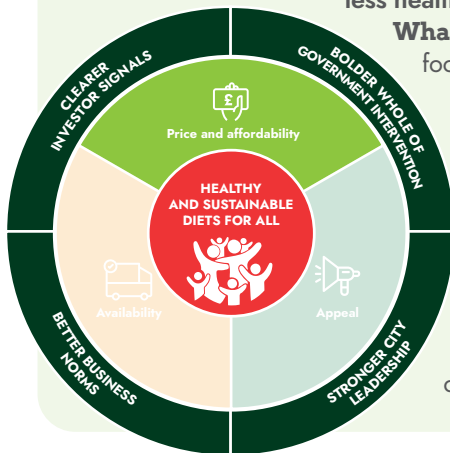 less heal
Wha
foo
CLEARER
INVESTOR SIGNALS
BOLDER WHOLE OF
GOVERNMENT INTERVENTION
£
Price and affordability
HEALTHY
AND SUSTAINABLE
DIETS FOR ALL
Availability
Appeal
BETTER BUSINESS
NORMS
STRONGER CITY
LEADERSHIP